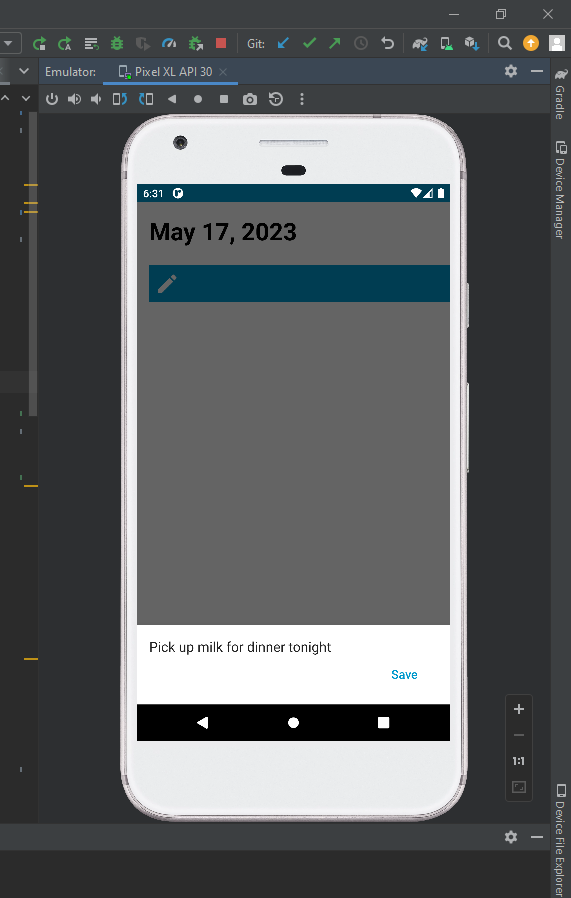 Git:
Emulator:
Pixel XL API 30
6:31
May 17, 2023
Pick up milk for dinner tonight
Save
1:1
Gradle
Device Manager
Device File Explorer